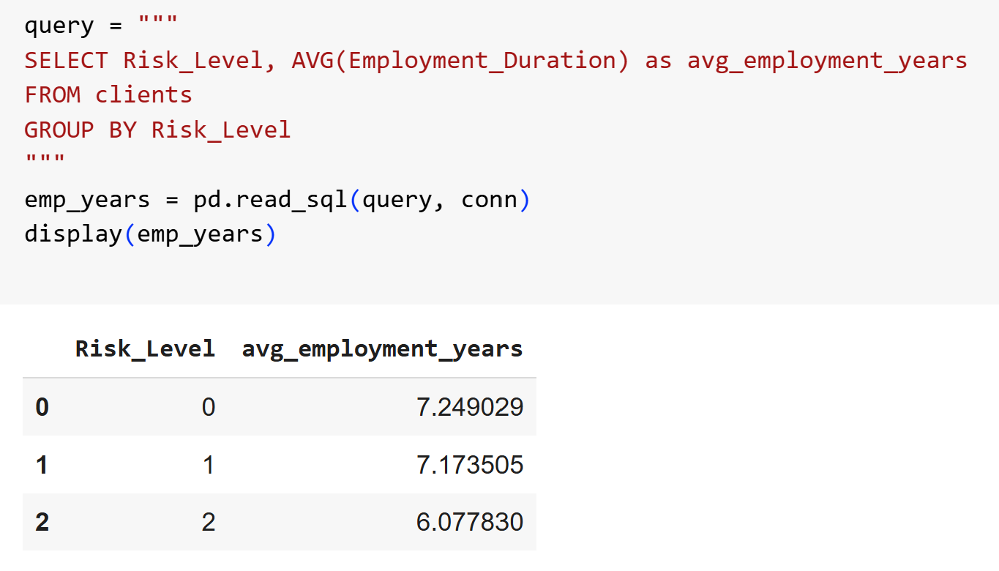 query = """
SELECT Risk_Level, AVG(Employment_Duration) as avg_employment_years
FROM clients
GROUP BY Risk_Level
"""
emp_years = pd.read_sql(query, conn)
display(emp_years)
Risk_Level avg_employment_years
0 0 7.249029
1 1 7.173505
2 2 6.077830